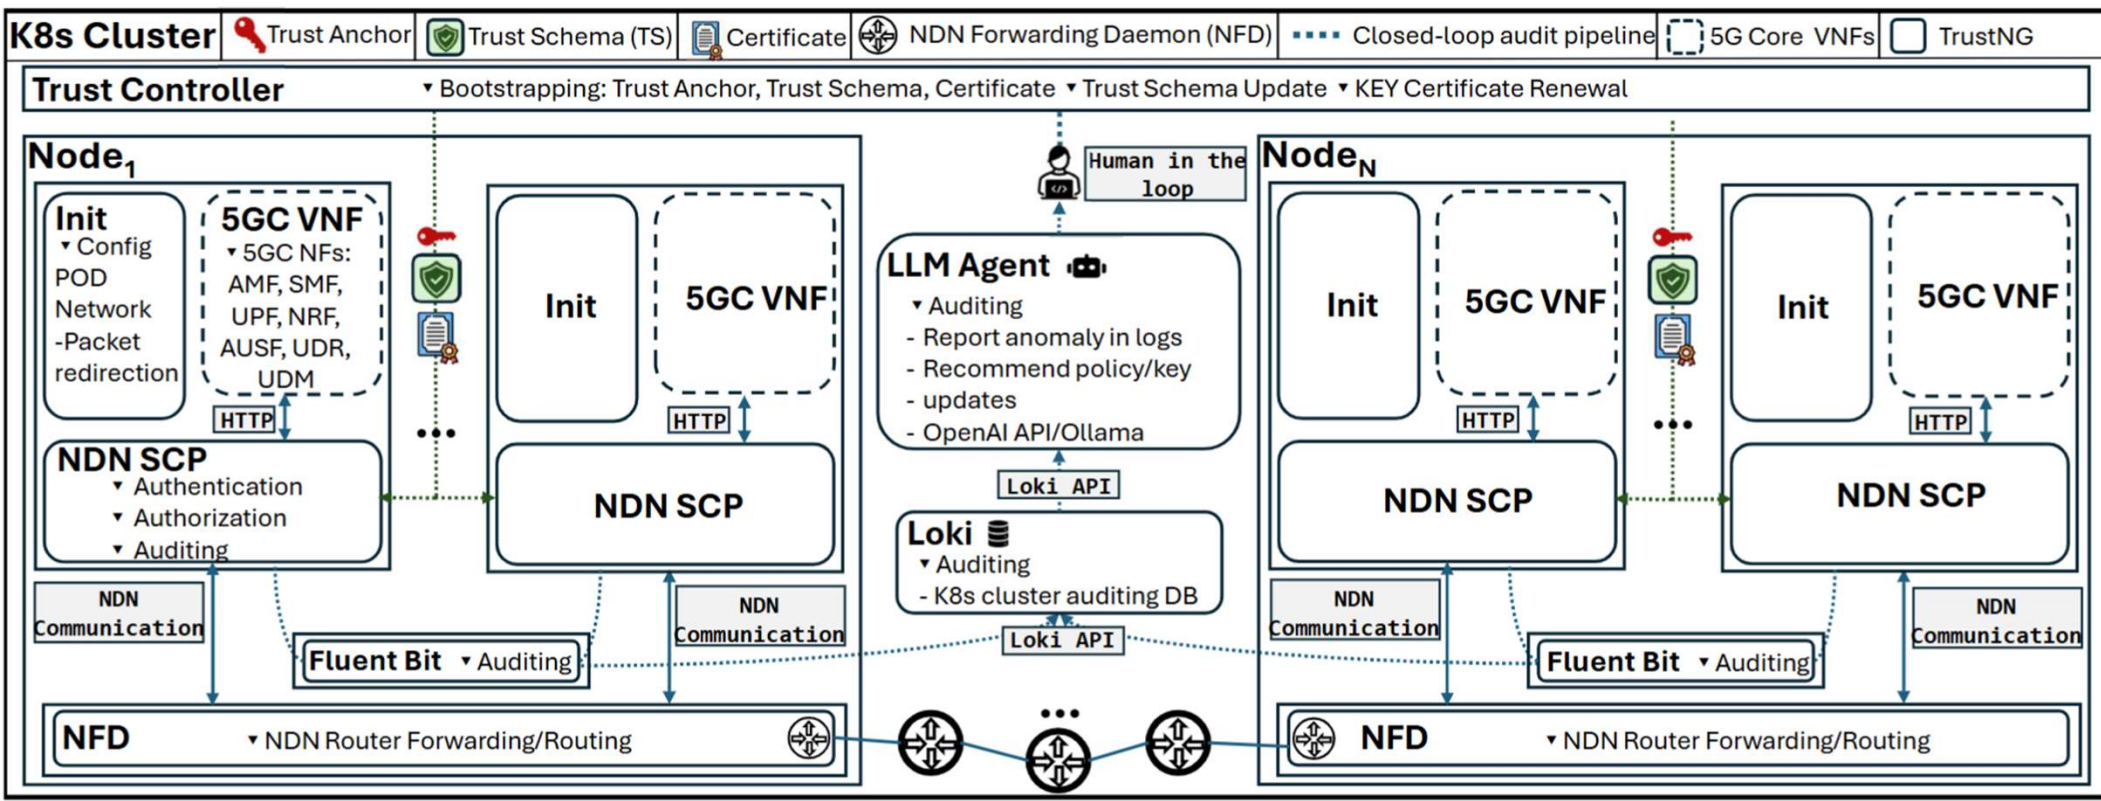 K8s Cluster
Trust Anchor
Trust Schema (TS)
Certificate
NDN Forwarding Daemon (NFD)
Closed-loop audit pipeline
5G Core VNFs
TrustNG
Trust Controller
▾ Bootstrapping: Trust Anchor, Trust Schema, Certificate ▾ Trust Schema Update ▾ KEY Certificate Renewal
Node1
Init
▾ Config
POD
Network
-Packet
redirection
5GC VNF
▾ 5GC NFs:
AMF, SMF,
UPF, NRF,
AUSF, UDR,
UDM
HTTP
NDN SCP
▾ Authentication
▾ Authorization
▾ Auditing
•••
Init
5GC VNF
HTTP
NDN SCP
NDN
Communication
NDN
Communication
Fluent Bit ▾ Auditing
NFD
▾ NDN Router Forwarding/Routing
Human in the
loop
LLM Agent
▾ Auditing
- Report anomaly in logs
- Recommend policy/key
- updates
- OpenAI API/Ollama
Loki API
Loki
▾ Auditing
- K8s cluster auditing DB
Loki API
•••
NodeN
Init
5GC VNF
HTTP
NDN SCP
•••
Init
5GC VNF
HTTP
NDN SCP
NDN
Communication
NDN
Communication
Fluent Bit ▾ Auditing
NFD
▾ NDN Router Forwarding/Routing